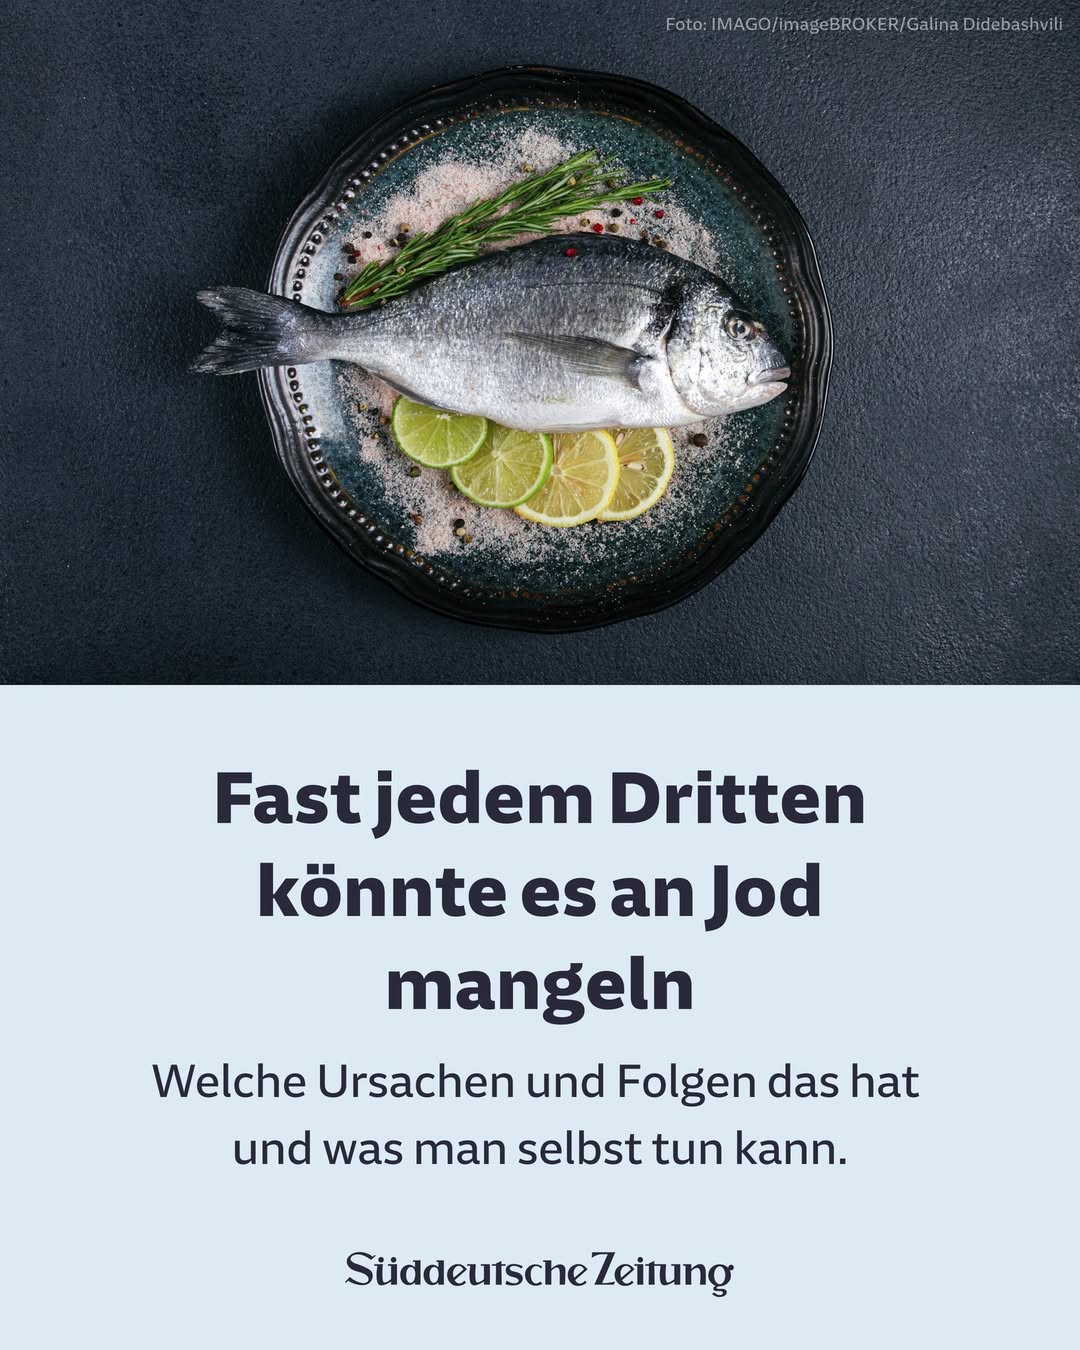 Foto: IMAGO/imageBROKER/Galina Didebashvili
Fast jedem Dritten
könnte es an Jod
mangeln
Welche Ursachen und Folgen das hat
und was man selbst tun kann.
Süddeutsche Zeitung